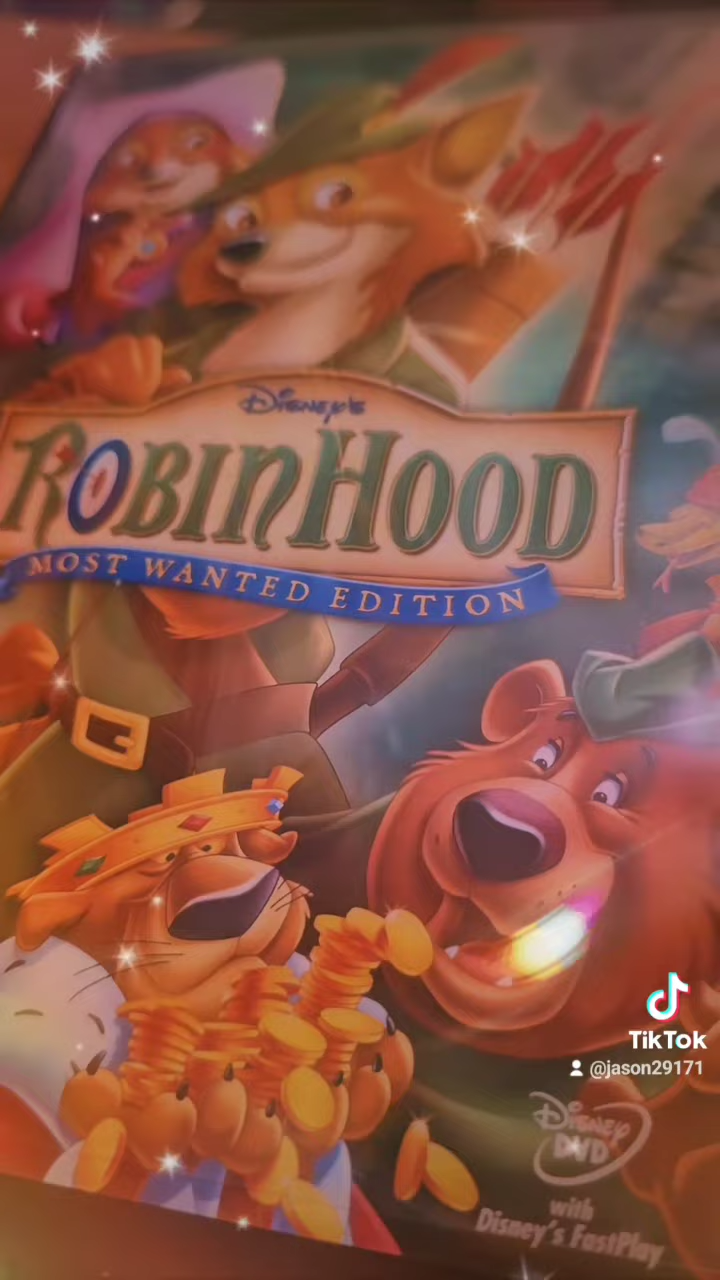 Disney's
ROBIN HOOD
MOST WANTED EDITION
TikTok
@jason29171
Disney
DVD
with
Disney's FastPlay